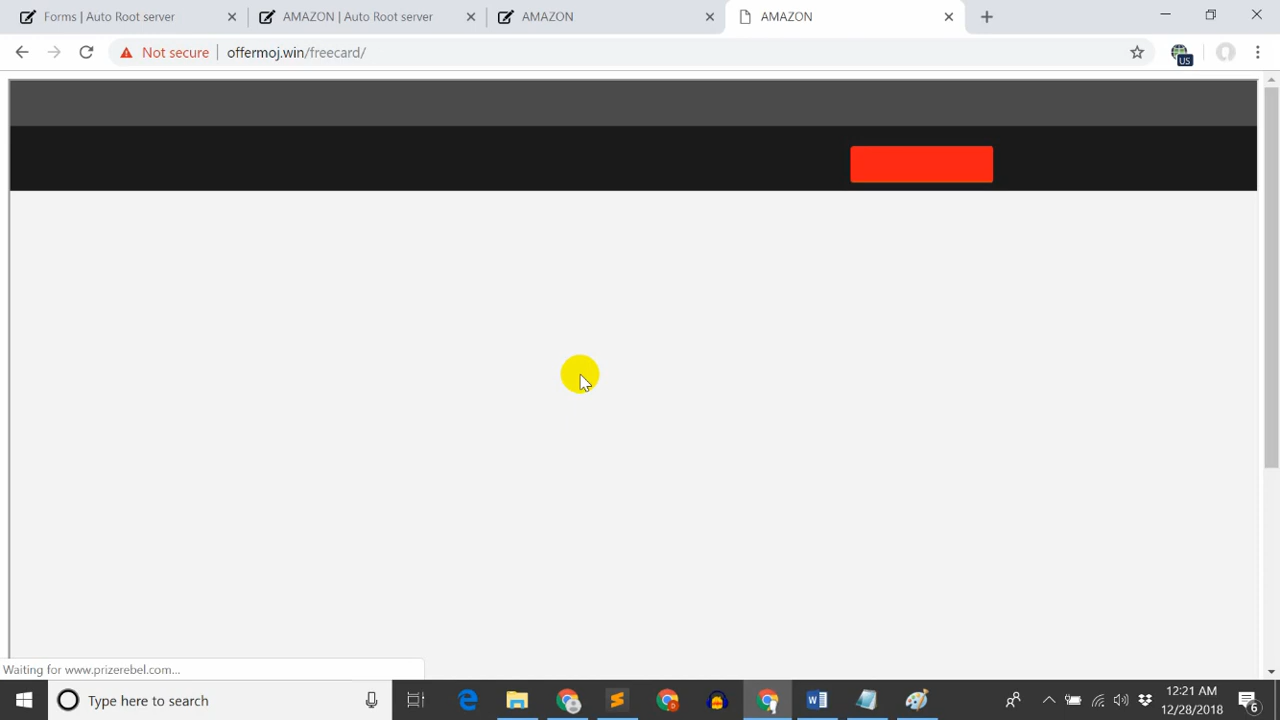 Forms | Auto Root server
AMAZON | Auto Root server
AMAZON
AMAZON
Not secure
offermoj.win/freecard/
US
Waiting for www.prizerebel.com...
Type here to search
12:21 AM
12/28/2018
6